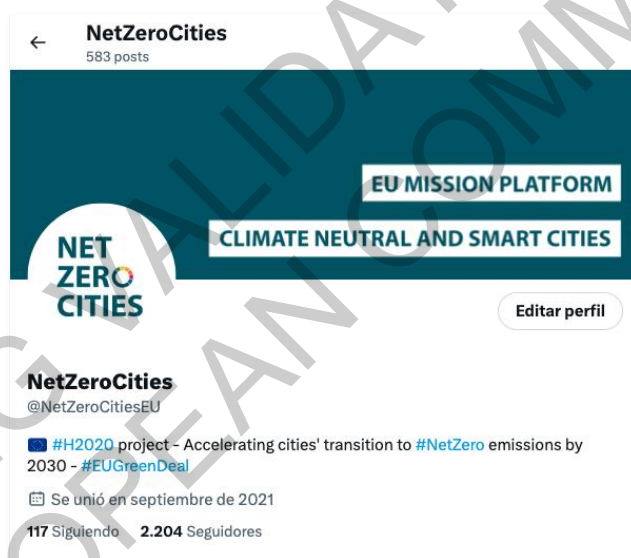 NetZeroCities
583 posts
EU MISSION PLATFORM
CLIMATE NEUTRAL AND SMART CITIES
NET
ZERO
CITIES
Editar perfil
NetZeroCities
@NetZeroCitiesEU
#H2020 project - Accelerating cities' transition to #NetZero emissions by
2030 - #EUGreenDeal
Se unió en septiembre de 2021
117 Siguiendo 2.204 Seguidores